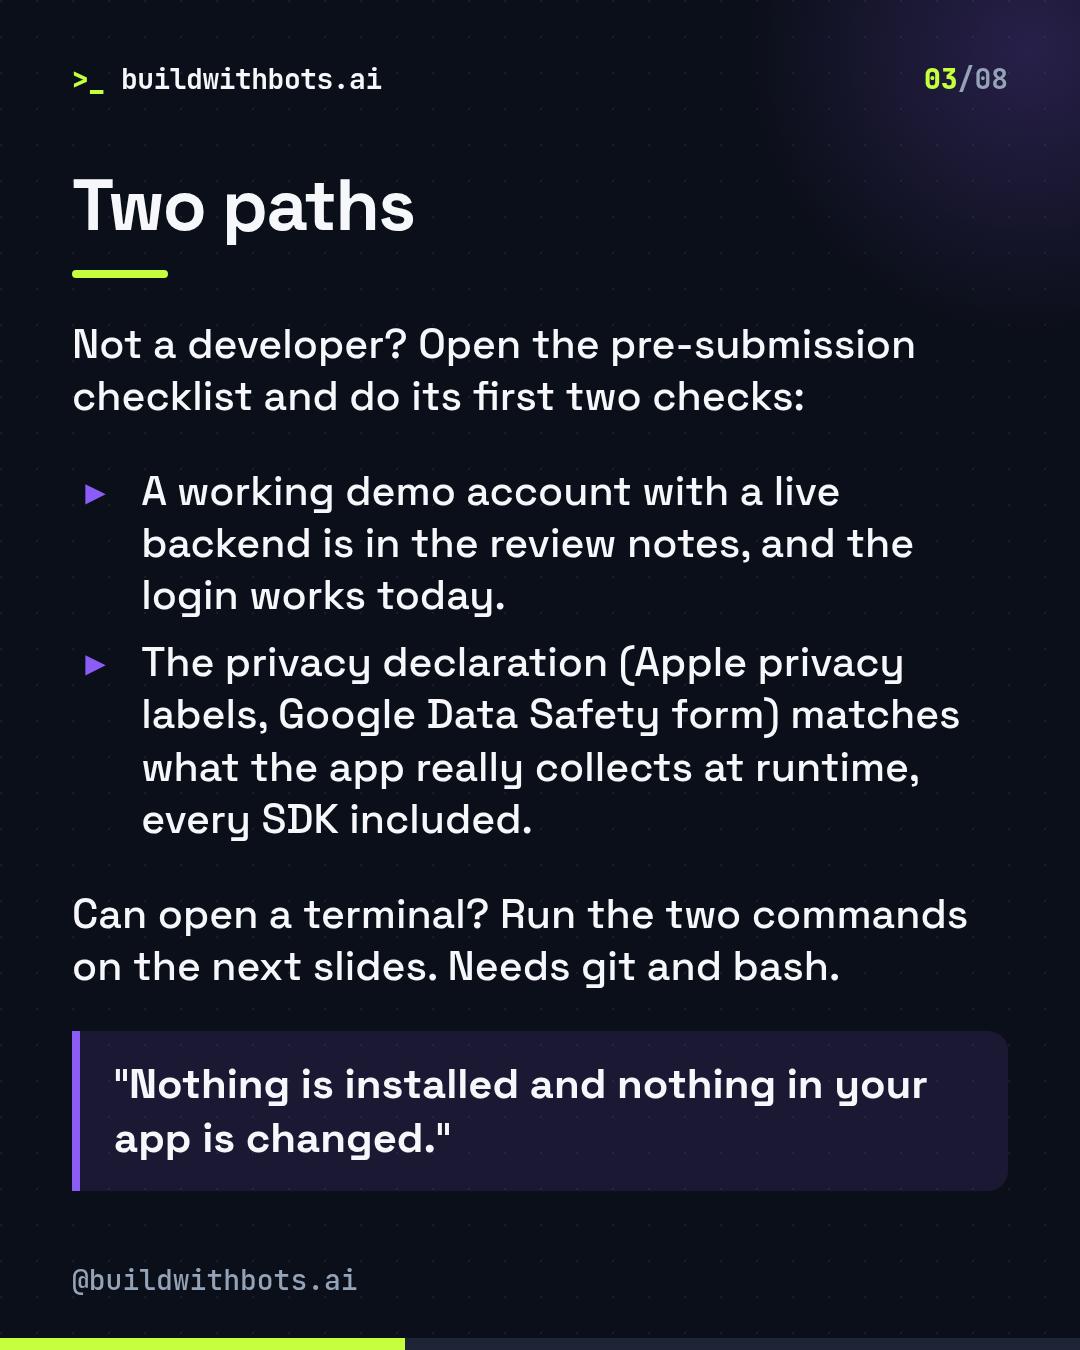 >_ buildwithbots.ai
03/08
Two paths
Not a developer? Open the pre-submission
checklist and do its first two checks:
► A working demo account with a live
backend is in the review notes, and the
login works today.
► The privacy declaration (Apple privacy
labels, Google Data Safety form) matches
what the app really collects at runtime,
every SDK included.
Can open a terminal? Run the two commands
on the next slides. Needs git and bash.
"Nothing is installed and nothing in your
app is changed."
@buildwithbots.ai